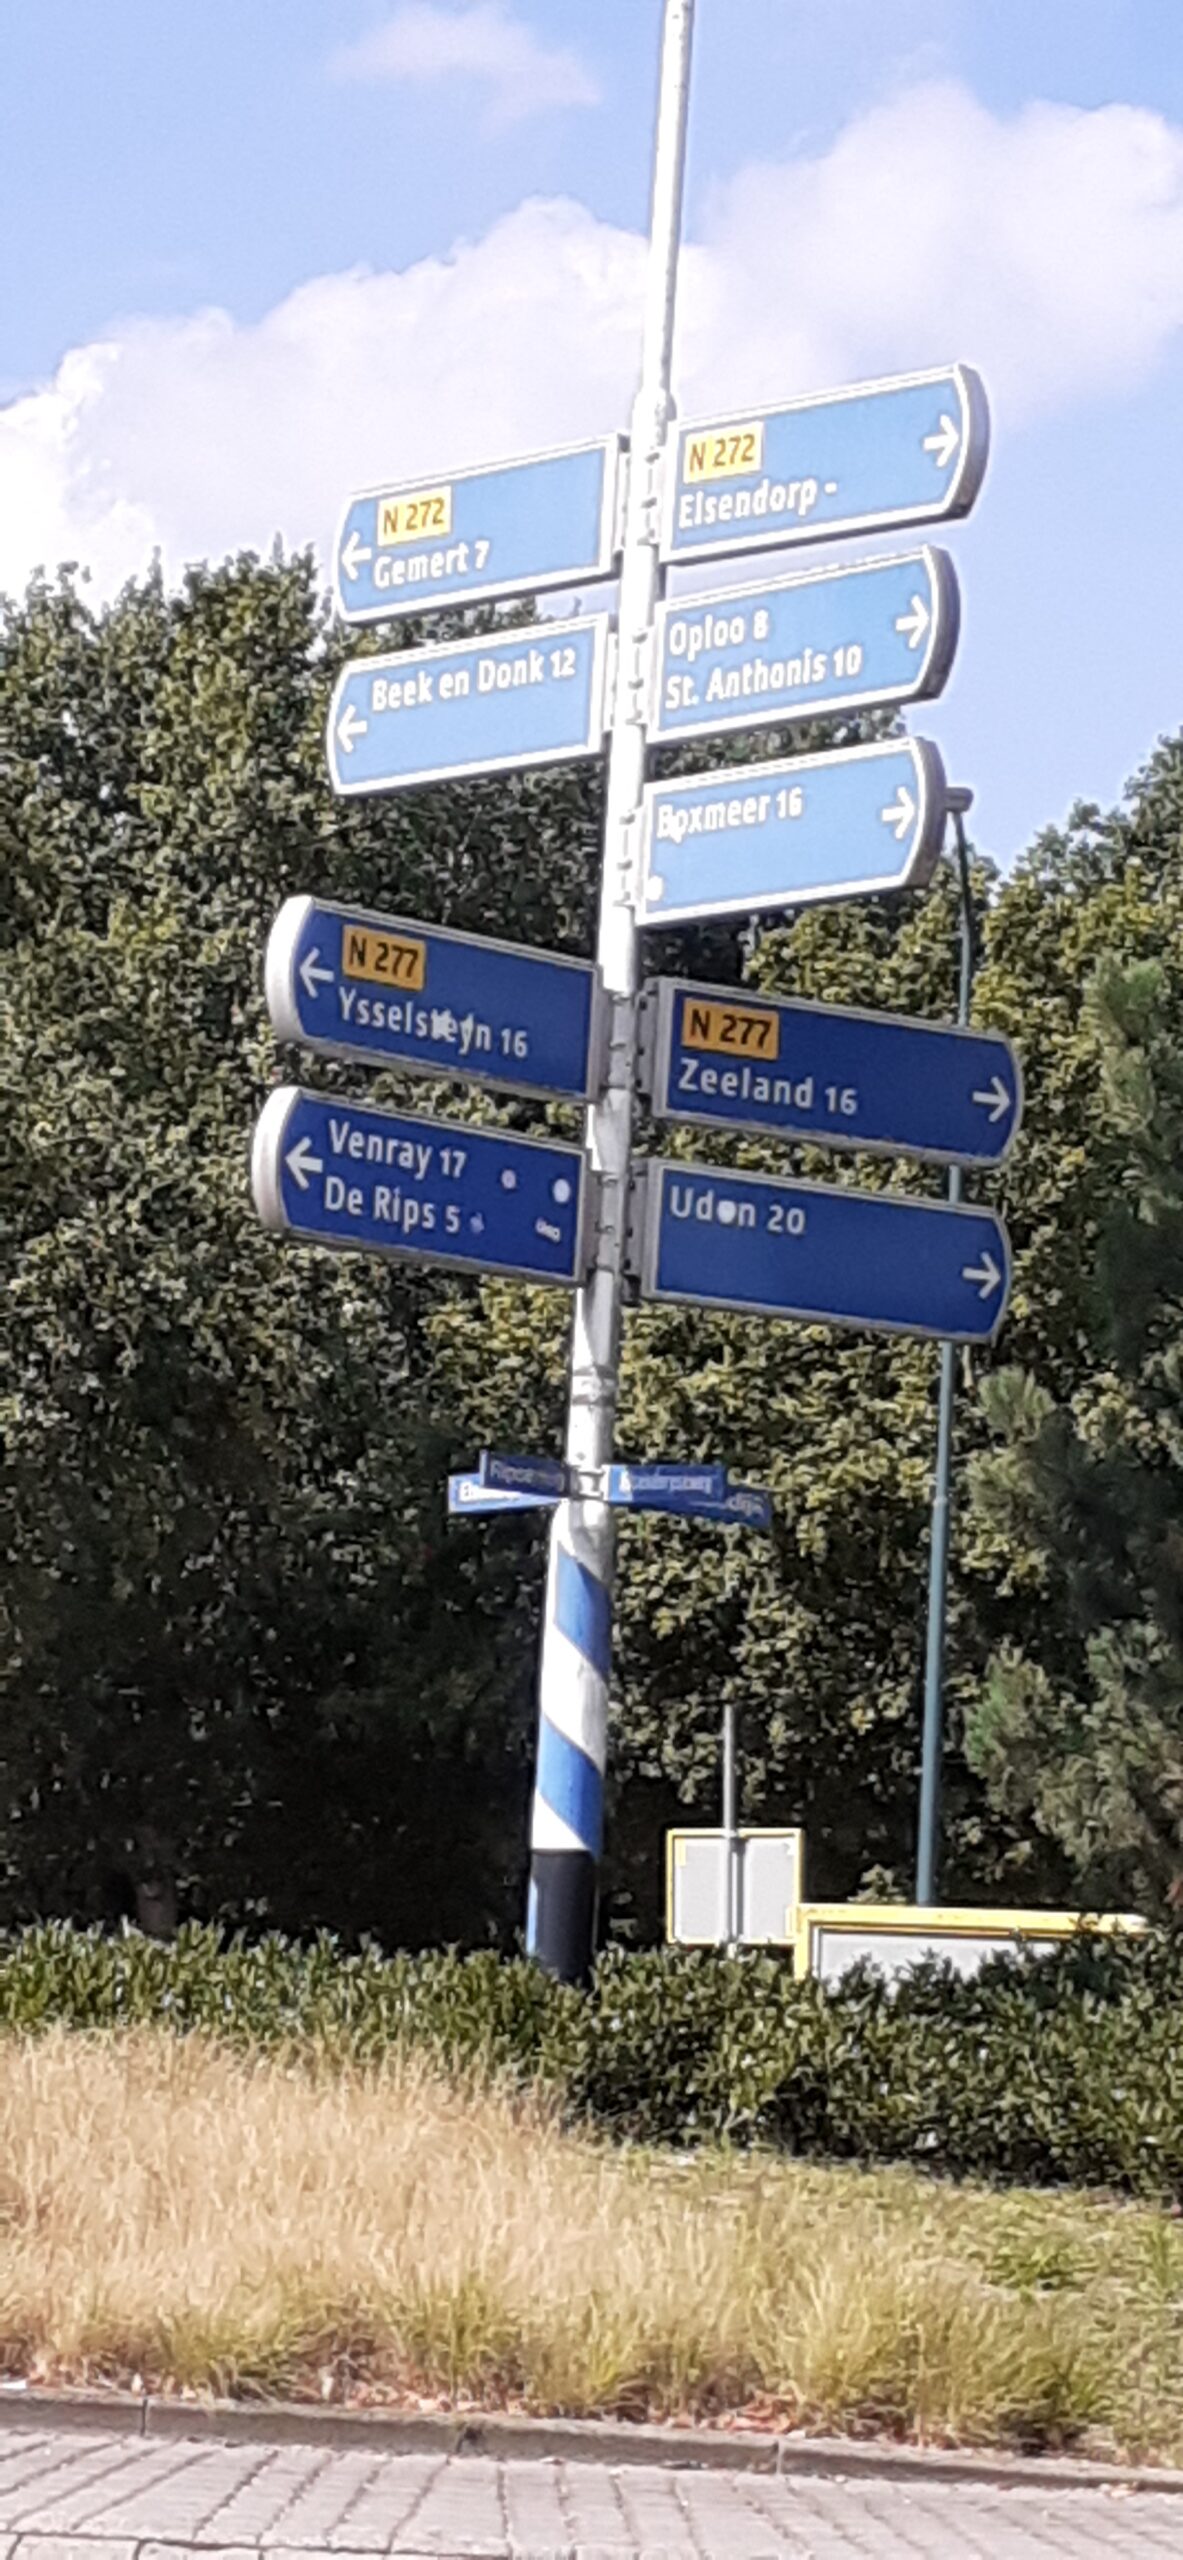 N 272
Gemert 7
N 272
Elsendorp -
Beek en Donk 12
Oploo 8
St. Anthonis 10
Boxmeer 16
N 277
Ysselsteyn 16
N 277
Zeeland 16
Venray 17
De Rips 5
Uden 20